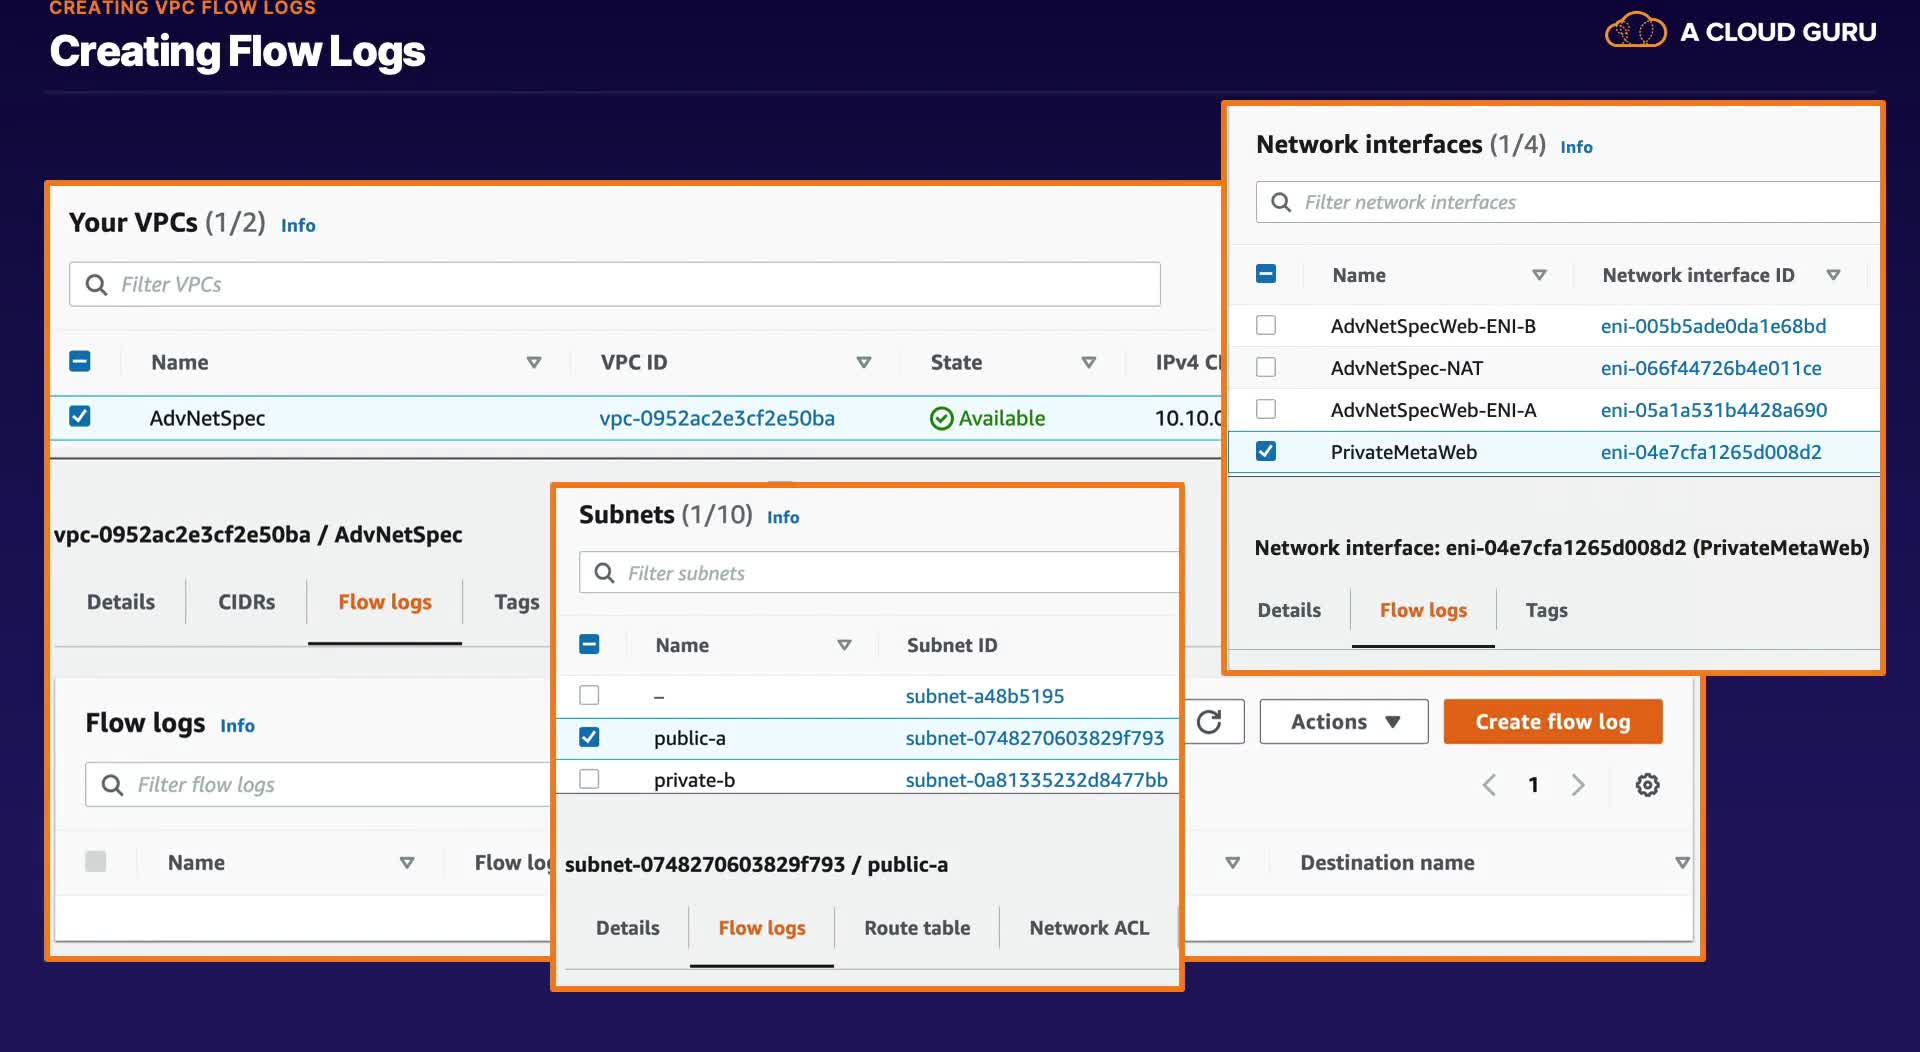 CREATING VPC FLOW LOGS
Creating Flow Logs
A CLOUD GURU
Your VPCs (1/2) Info
Filter VPCs
Name VPC ID State IPv4 CI
AdvNetSpec vpc-0952ac2e3cf2e50ba Available 10.10.0
vpc-0952ac2e3cf2e50ba / AdvNetSpec
Details CIDRs Flow logs Tags
Flow logs Info
Actions Create flow log
Filter flow logs
1
Name Flow log Destination name
Subnets (1/10) Info
Filter subnets
Name Subnet ID
– subnet-a48b5195
public-a subnet-0748270603829f793
private-b subnet-0a81335232d8477bb
subnet-0748270603829f793 / public-a
Details Flow logs Route table Network ACL
Network interfaces (1/4) Info
Filter network interfaces
Name Network interface ID
AdvNetSpecWeb-ENI-B eni-005b5ade0da1e68bd
AdvNetSpec-NAT eni-066f44726b4e011ce
AdvNetSpecWeb-ENI-A eni-05a1a531b4428a690
PrivateMetaWeb eni-04e7cfa1265d008d2
Network interface: eni-04e7cfa1265d008d2 (PrivateMetaWeb)
Details Flow logs Tags